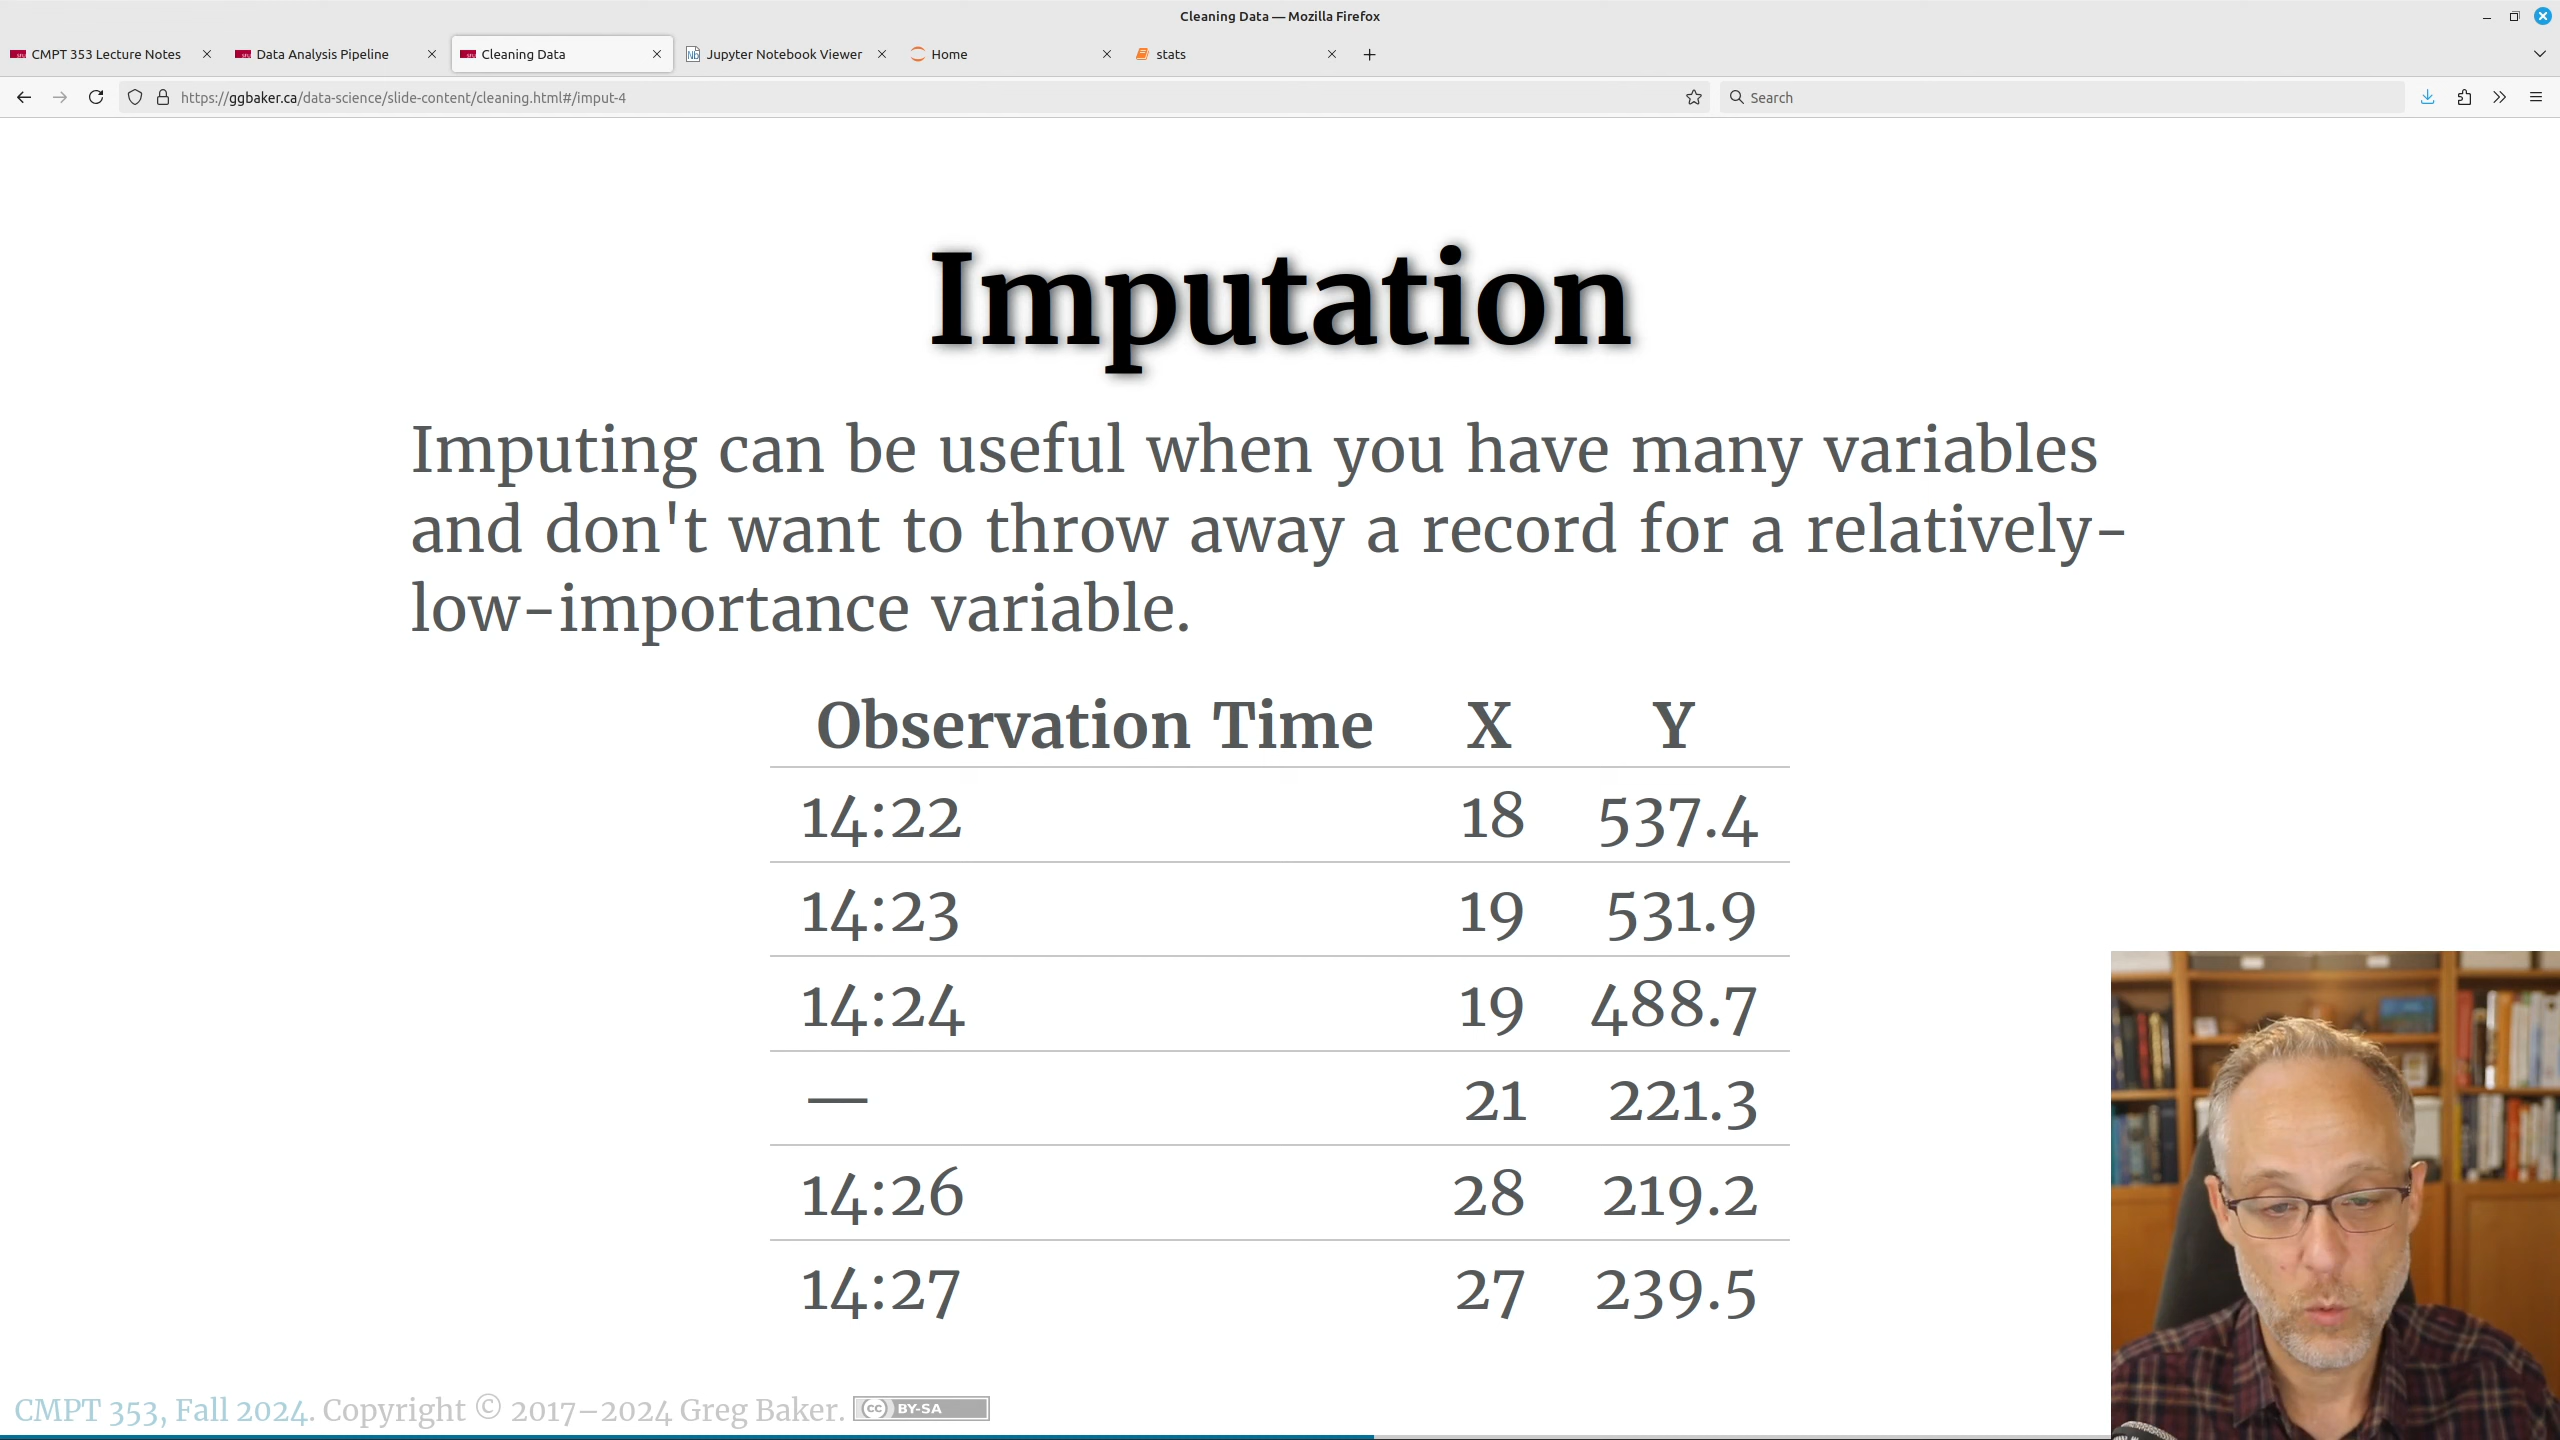 Cleaning Data — Mozilla Firefox
CMPT 353 Lecture Notes
Data Analysis Pipeline
Cleaning Data
Jupyter Notebook Viewer
Home
stats
https://ggbaker.ca/data-science/slide-content/cleaning.html#/imput-4
Search
Imputation
Imputing can be useful when you have many variables
and don't want to throw away a record for a relatively-
low-importance variable.
Observation Time X Y
14:22 18 537.4
14:23 19 531.9
14:24 19 488.7
— 21 221.3
14:26 28 219.2
14:27 27 239.5
CMPT 353, Fall 2024. Copyright © 2017–2024 Greg Baker. cc BY-SA